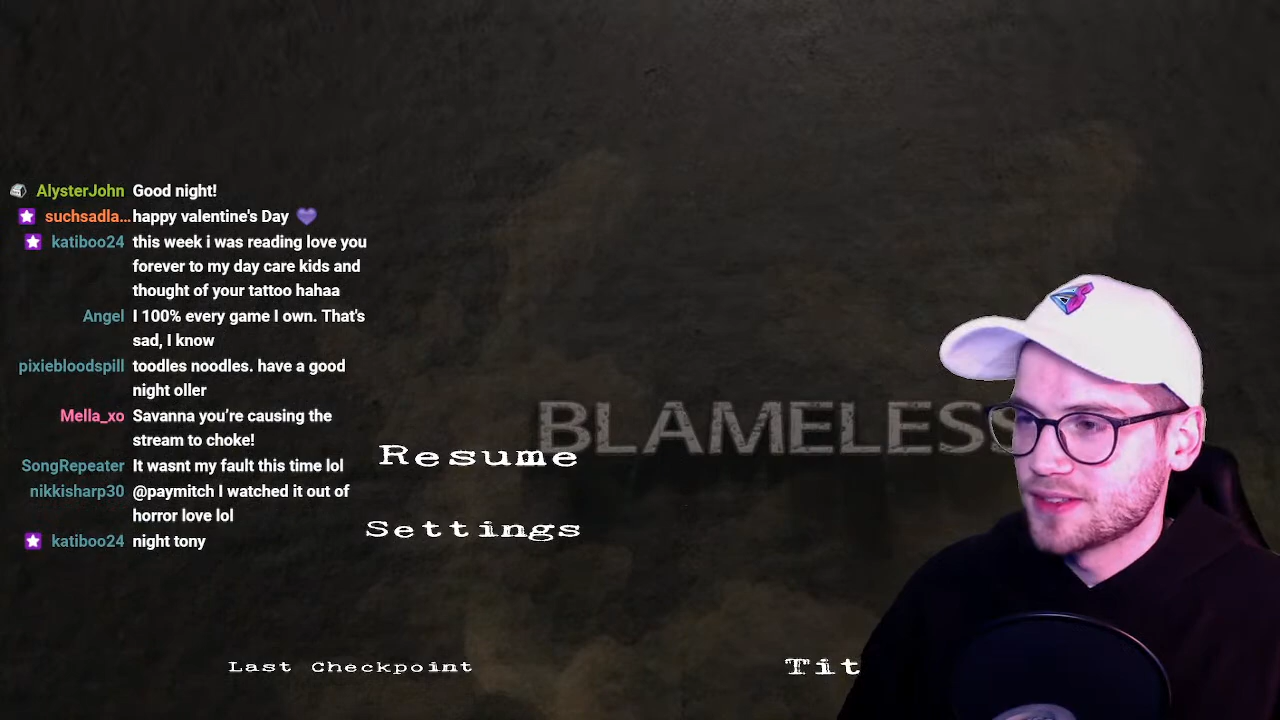 AlysterJohn Good night!
suchsadla... happy valentine's Day
katiboo24 this week i was reading love you
forever to my day care kids and
thought of your tattoo hahaa
Angel I 100% every game I own. That's
sad, I know
pixiebloodspill toodles noodles. have a good
night oller
Mella_xo Savanna you’re causing the
stream to choke!
SongRepeater It wasnt my fault this time lol
nikkisharp30 @paymitch I watched it out of
horror love lol
katiboo24 night tony
BLAMELESS
Resume
Settings
Last Checkpoint
Tit